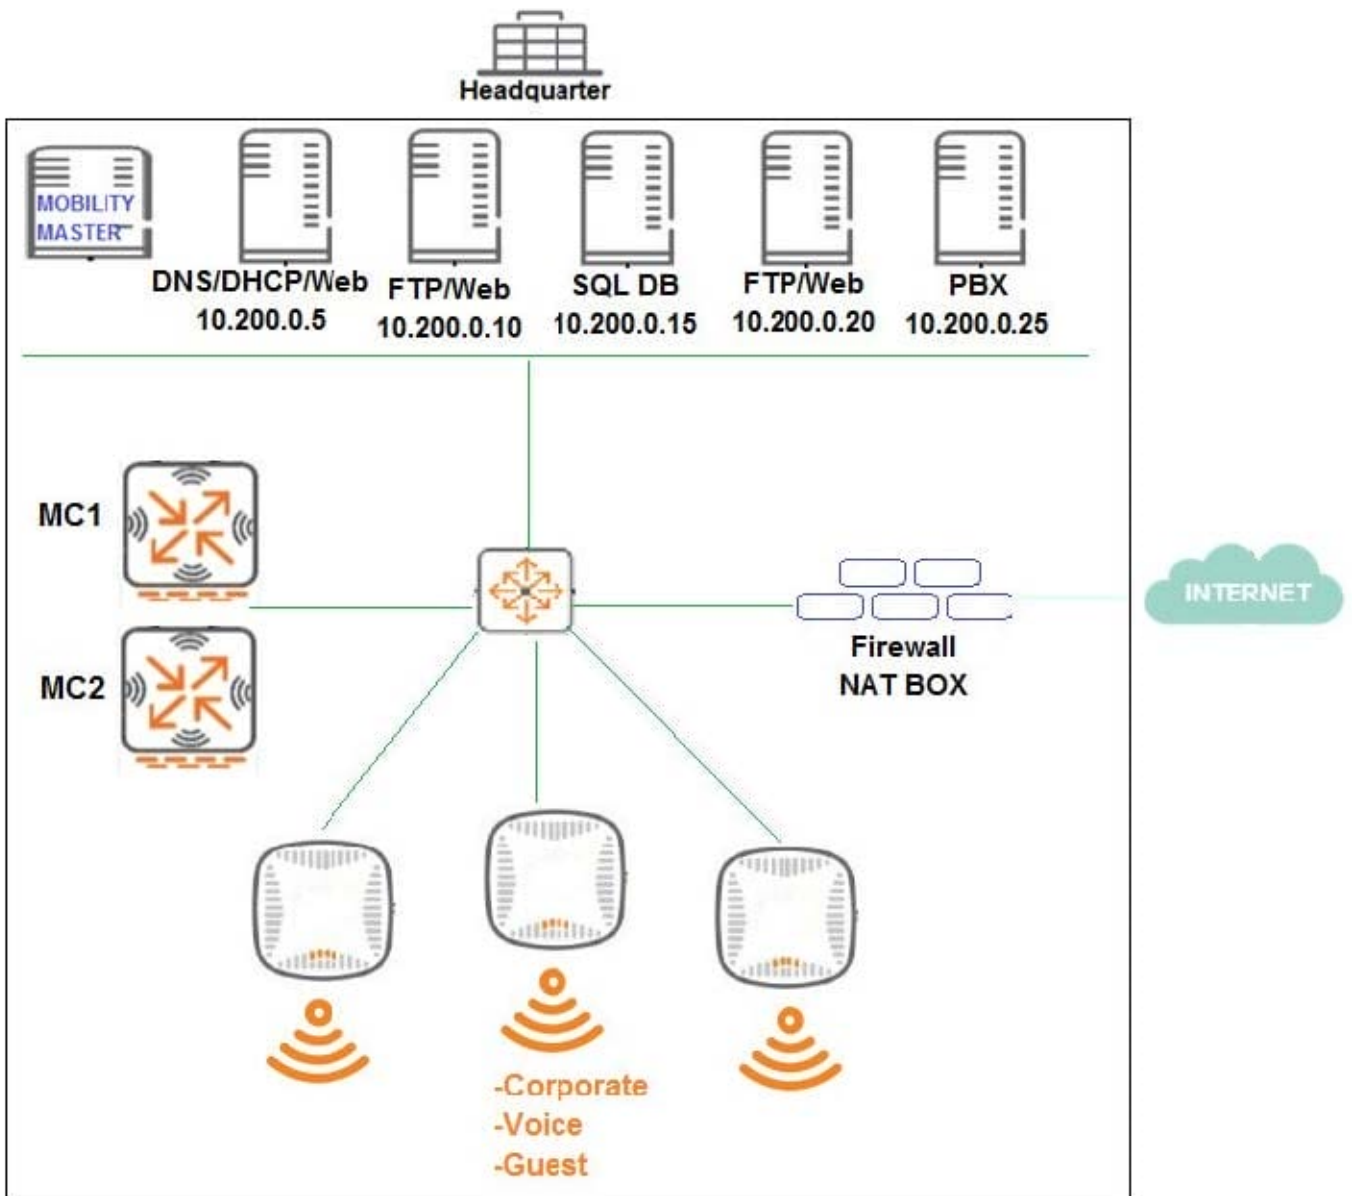 Headquarter
MOBILITY
MASTER
DNS/DHCP/Web
10.200.0.5
FTP/Web
10.200.0.10
SQL DB
10.200.0.15
FTP/Web
10.200.0.20
PBX
10.200.0.25
MC1
MC2
Firewall
NAT BOX
INTERNET
-Corporate
-Voice
-Guest